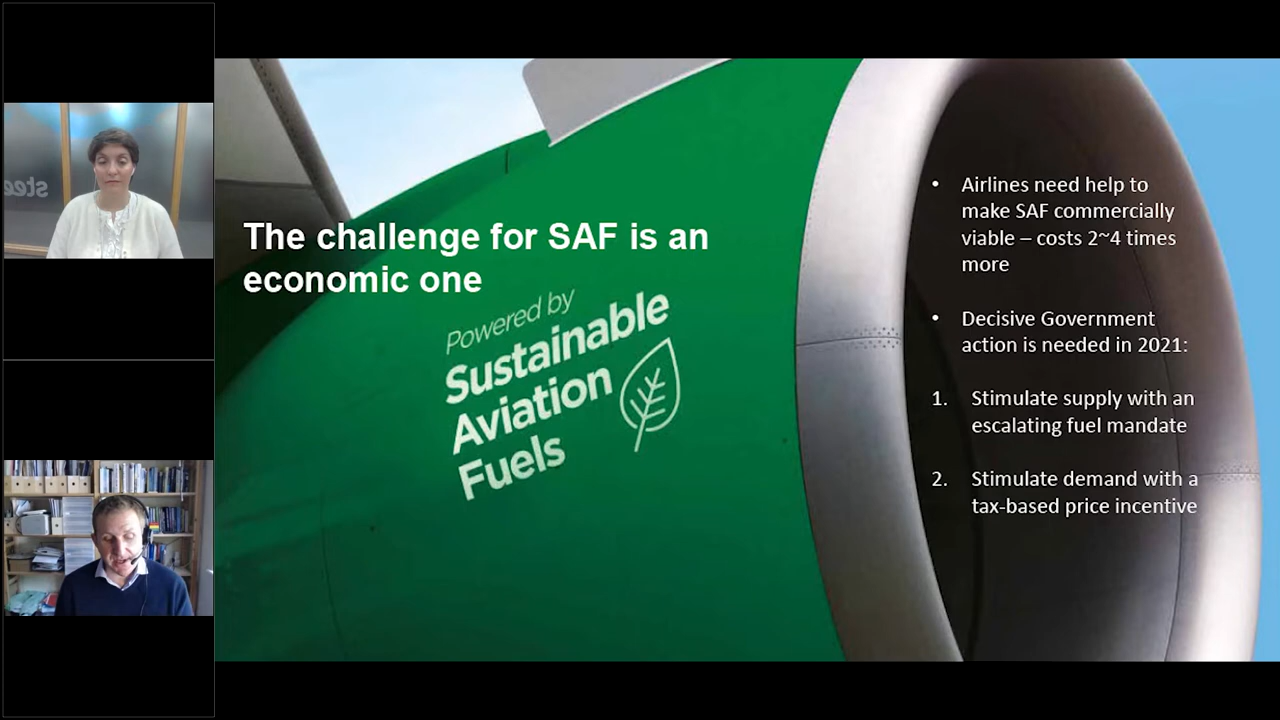 The challenge for SAF is an
economic one
Powered by
Sustainable
Aviation
Fuels
• Airlines need help to
make SAF commercially
viable – costs 2~4 times
more
• Decisive Government
action is needed in 2021:
1. Stimulate supply with an
escalating fuel mandate
2. Stimulate demand with a
tax-based price incentive
stee